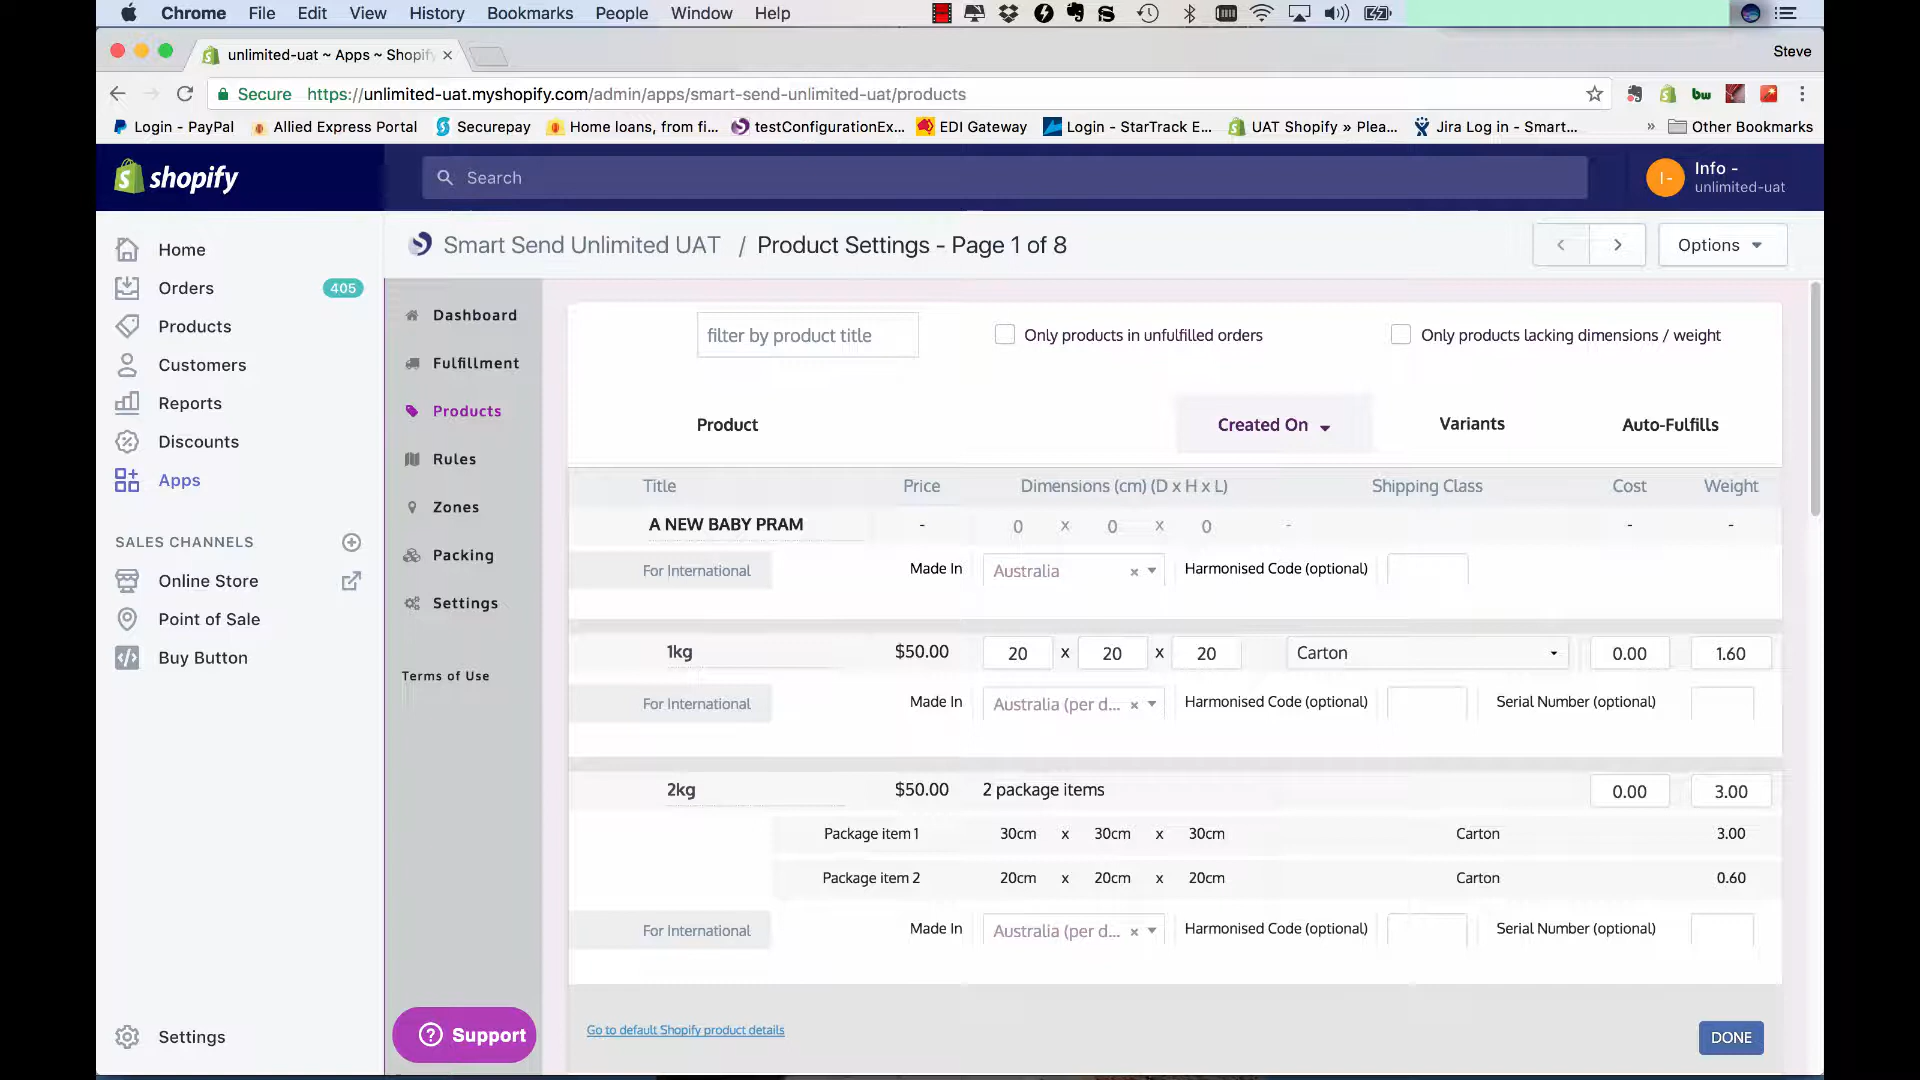 Chrome File Edit View History Bookmarks People Window Help
unlimited-uat ~ Apps ~ Shopify
Steve
Secure https://unlimited-uat.myshopify.com/admin/apps/smart-send-unlimited-uat/products
bw
Login - PayPal Allied Express Portal Securepay Home loans, from fi... testConfigurationEx... EDI Gateway Login - StarTrack E... UAT Shopify » Plea... Jira Log in - Smart... » Other Bookmarks
shopify
Search
I -
Info -
unlimited-uat
Home
Orders 405
Products
Customers
Reports
Discounts
Apps
SALES CHANNELS
Online Store
Point of Sale
Buy Button
Settings
Smart Send Unlimited UAT / Product Settings - Page 1 of 8
Options
Dashboard
Fulfillment
Products
Rules
Zones
Packing
Settings
Terms of Use
Support
filter by product title
Only products in unfulfilled orders
Only products lacking dimensions / weight
Product Created On Variants Auto-Fulfills
Title Price Dimensions (cm) (D x H x L) Shipping Class Cost Weight
A NEW BABY PRAM - 0 x 0 x 0 - - -
For International Made In Australia × Harmonised Code (optional)
1kg $50.00 20 x 20 x 20 Carton 0.00 1.60
For International Made In Australia (per d... × Harmonised Code (optional) Serial Number (optional)
2kg $50.00 2 package items 0.00 3.00
Package item 1 30cm x 30cm x 30cm Carton 3.00
Package item 2 20cm x 20cm x 20cm Carton 0.60
For International Made In Australia (per d... × Harmonised Code (optional) Serial Number (optional)
Go to default Shopify product details
DONE